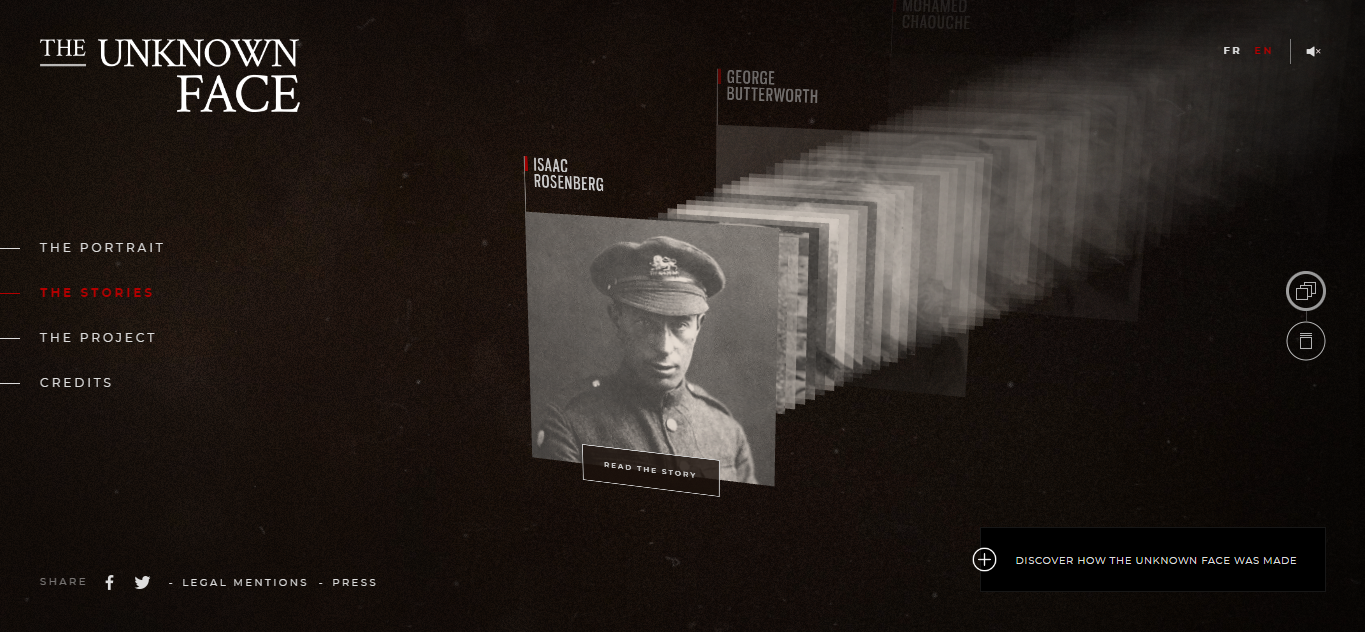 THE UNKNOWN
FACE
MOHAMED
CHAOUCHE
FR EN
GEORGE
BUTTERWORTH
ISAAC
ROSENBERG
THE PORTRAIT
THE STORIES
THE PROJECT
CREDITS
READ THE STORY
DISCOVER HOW THE UNKNOWN FACE WAS MADE
SHARE - LEGAL MENTIONS - PRESS